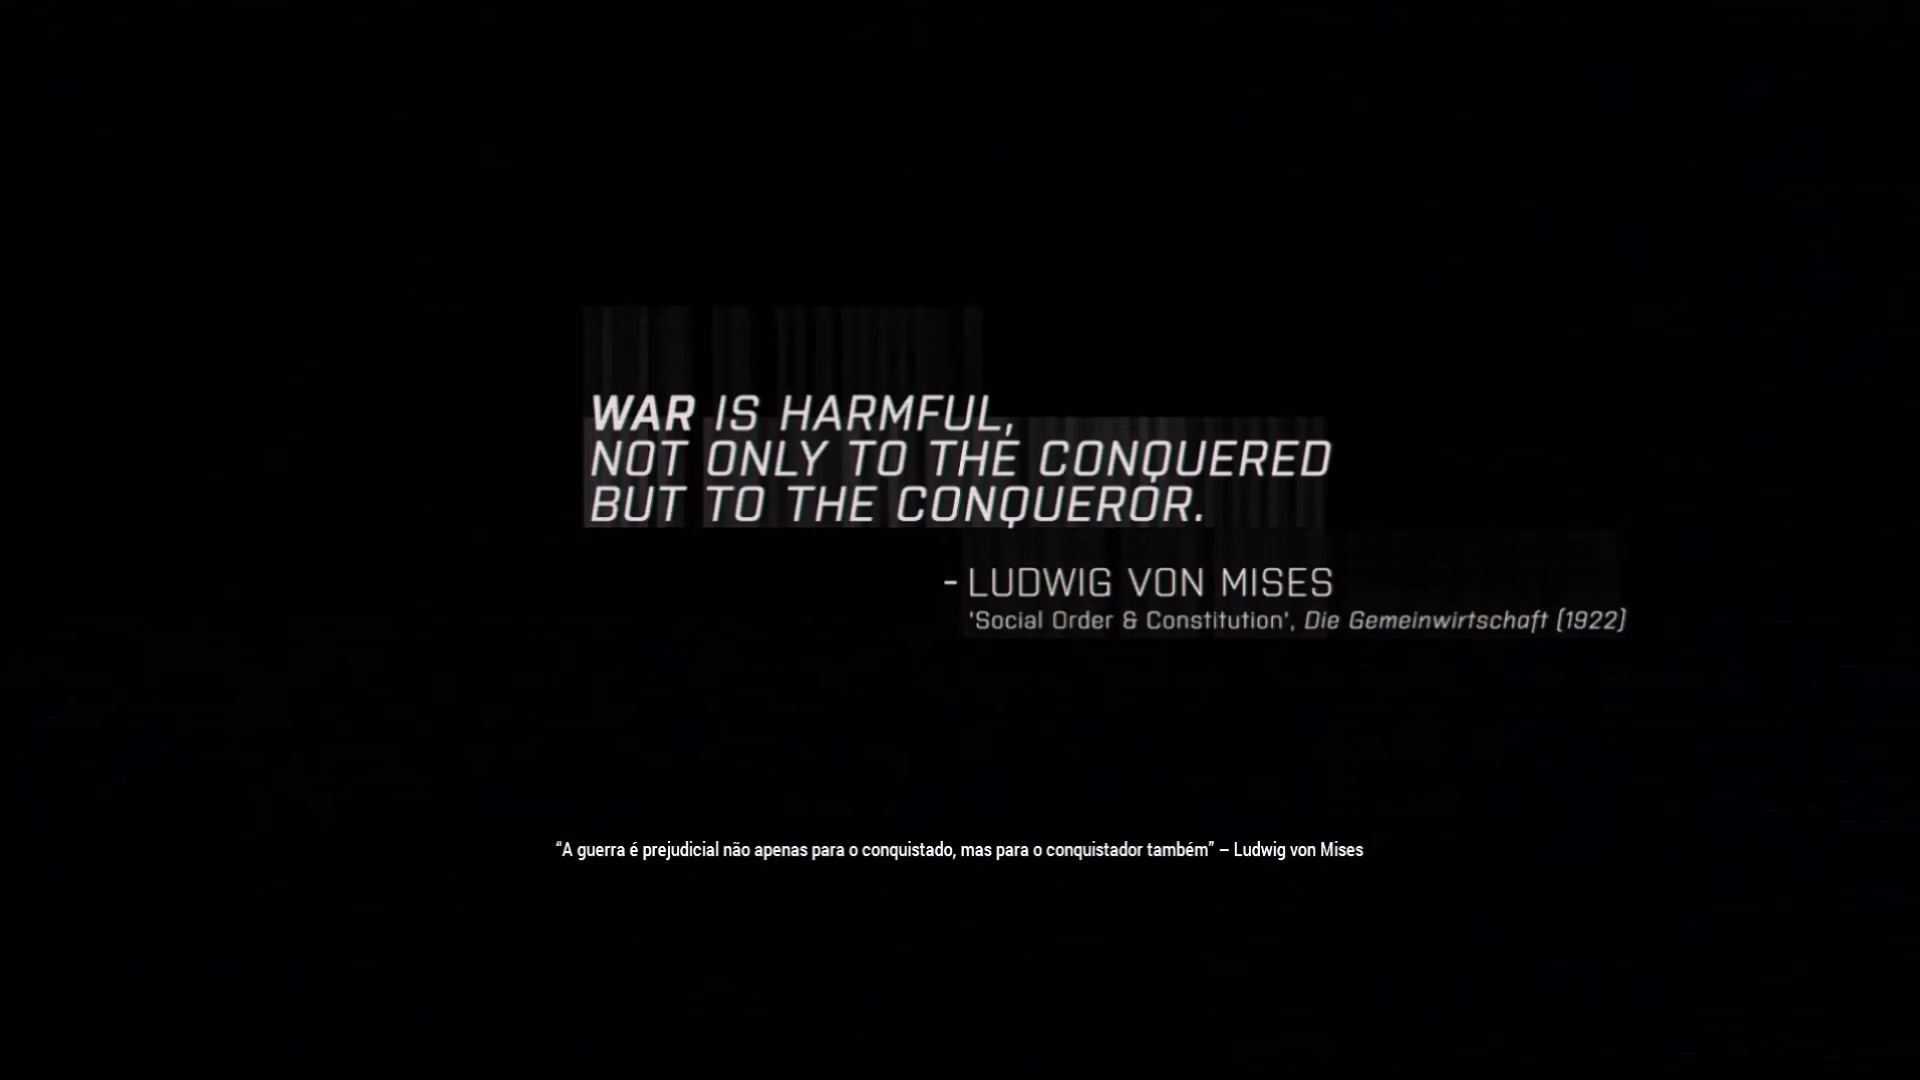 WAR IS HARMFUL,
NOT ONLY TO THE CONQUERED
BUT TO THE CONQUEROR.
- LUDWIG VON MISES
'Social Order & Constitution', Die Gemeinwirtschaft (1922)
“A guerra é prejudicial não apenas para o conquistado, mas para o conquistador também” – Ludwig von Mises